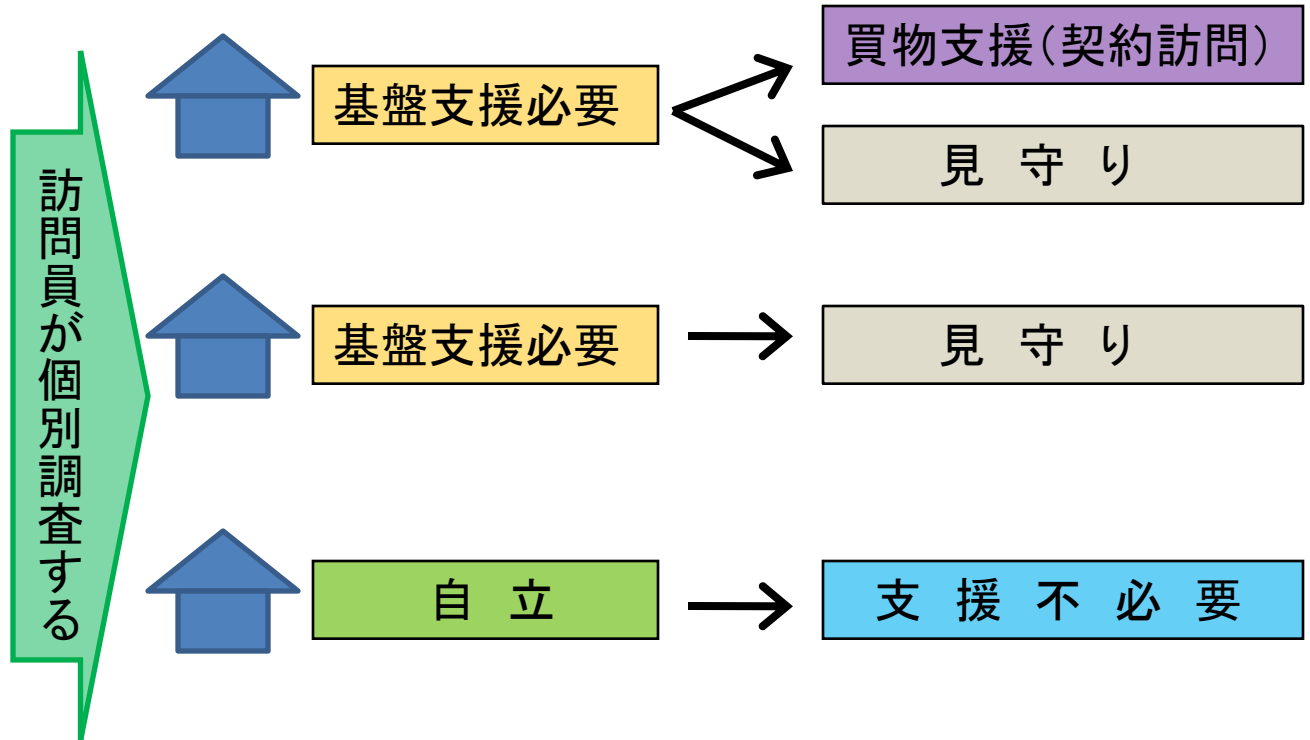 訪問員が個別調査する
基盤支援必要
買物支援（契約訪問）
見守り
基盤支援必要
見守り
自立
支援不必要